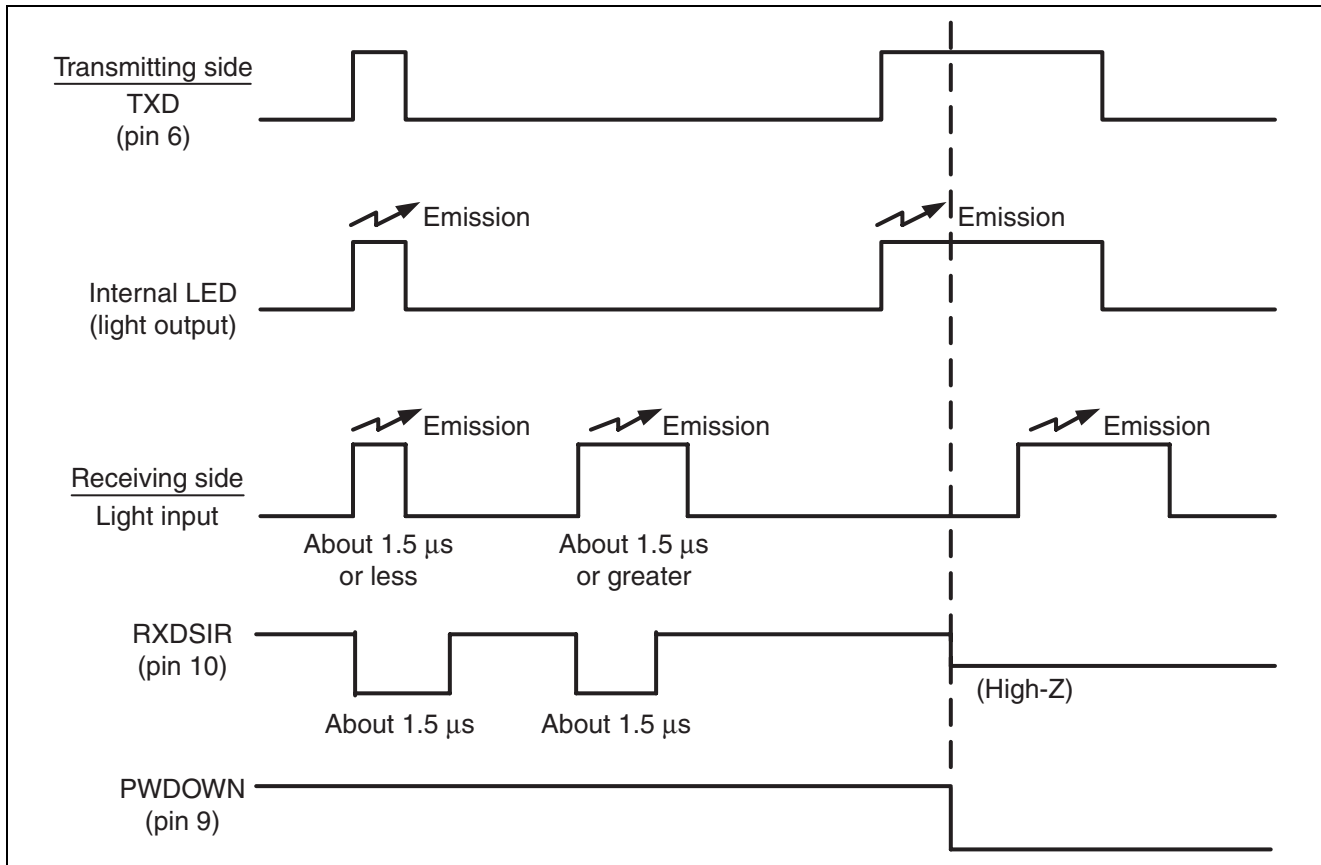 Transmitting side
TXD
(pin 6)
Emission
Emission
Internal LED
(light output)
Emission
Emission
Emission
Receiving side
Light input
About 1.5 μs
or less
About 1.5 μs
or greater
RXDSIR
(pin 10)
(High-Z)
About 1.5 μs
About 1.5 μs
PWDOWN
(pin 9)